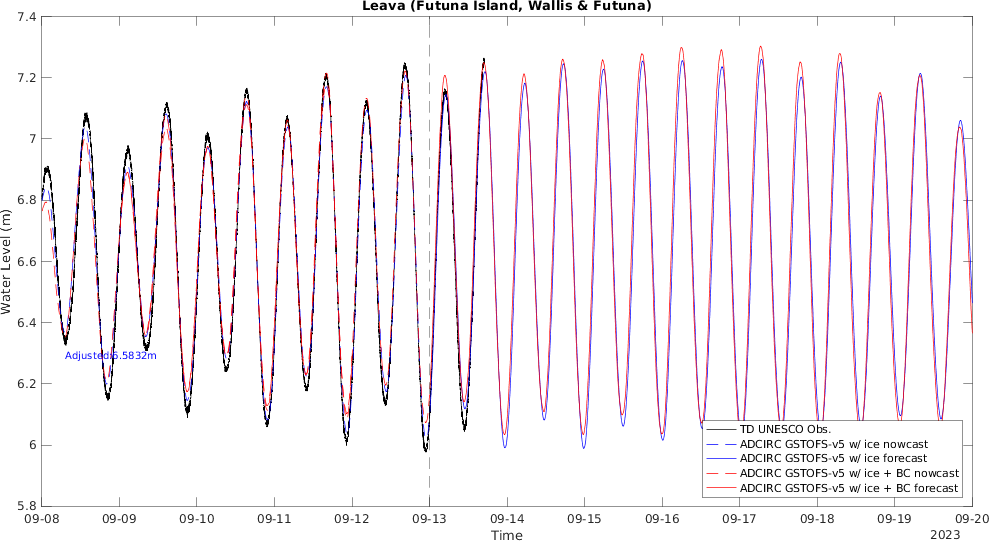 Leava (Futuna Island, Wallis & Futuna)
7.4
7.2
7
6.8
6.6
6.4
6.2
6
5.8
Water Level (m)
Adjusted:6.5832m
TD UNESCO Obs.
ADCIRC GSTOFS-v5 w/ ice nowcast
ADCIRC GSTOFS-v5 w/ ice forecast
ADCIRC GSTOFS-v5 w/ ice + BC nowcast
ADCIRC GSTOFS-v5 w/ ice + BC forecast
09-08 09-09 09-10 09-11 09-12 09-13 09-14 09-15 09-16 09-17 09-18 09-19 09-20
Time
2023